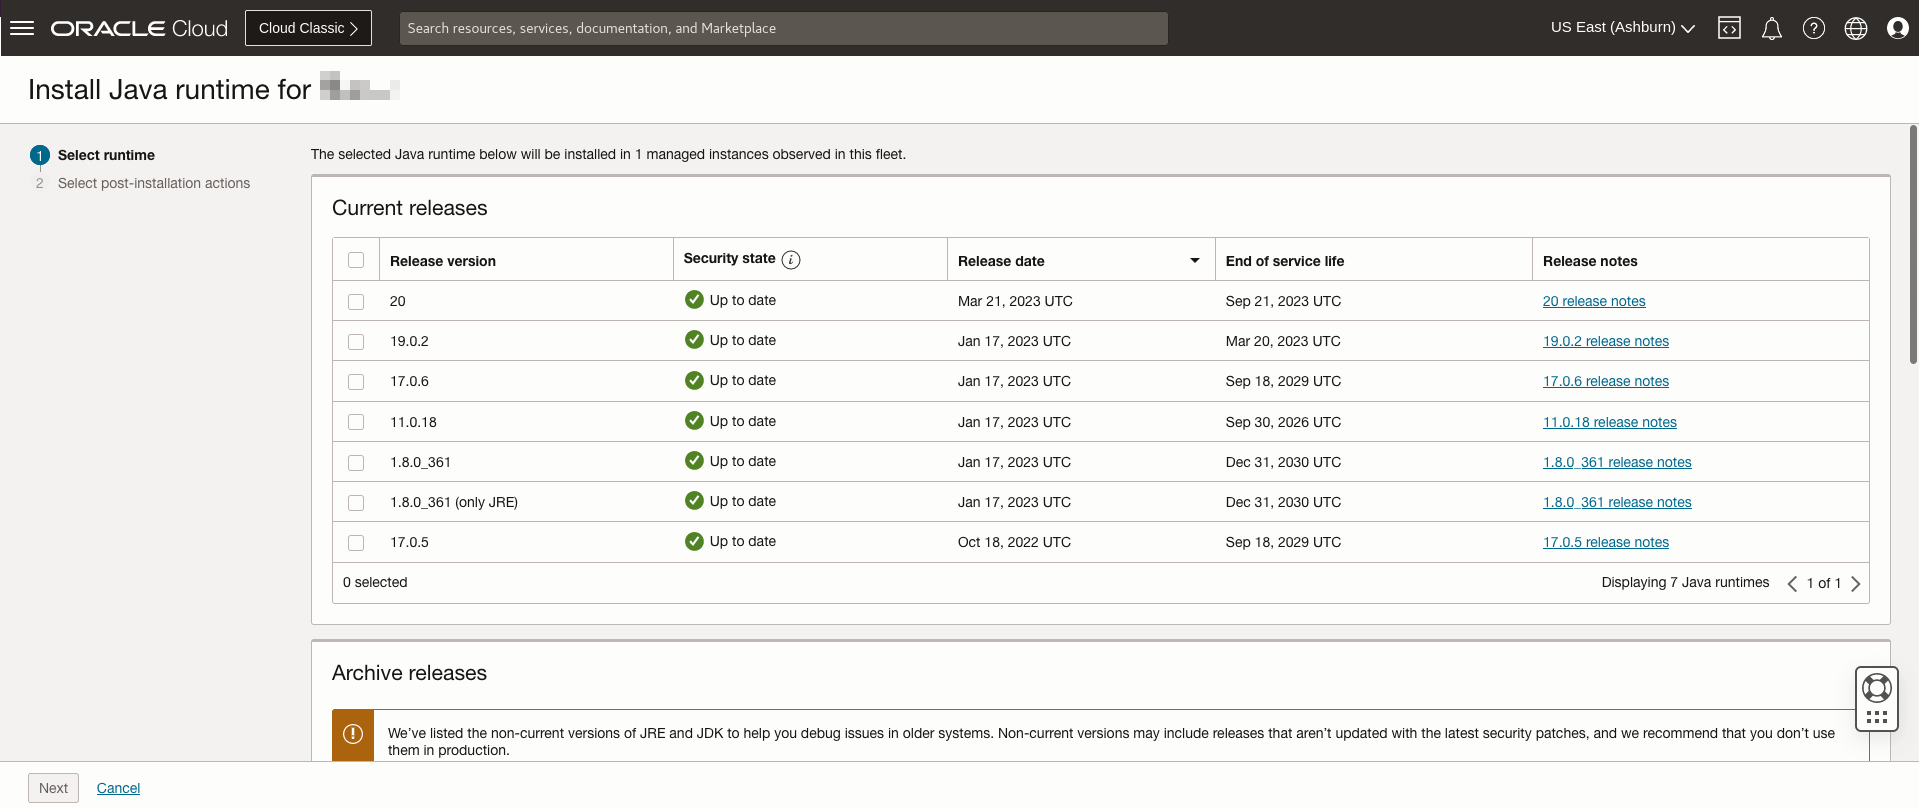 ORACLE Cloud
Cloud Classic
Search resources, services, documentation, and Marketplace
US East (Ashburn)
Install Java runtime for
1 Select runtime
2 Select post-installation actions
The selected Java runtime below will be installed in 1 managed instances observed in this fleet.
Current releases
Release version Security state i Release date End of service life Release notes
20 Up to date Mar 21, 2023 UTC Sep 21, 2023 UTC 20 release notes
19.0.2 Up to date Jan 17, 2023 UTC Mar 20, 2023 UTC 19.0.2 release notes
17.0.6 Up to date Jan 17, 2023 UTC Sep 18, 2029 UTC 17.0.6 release notes
11.0.18 Up to date Jan 17, 2023 UTC Sep 30, 2026 UTC 11.0.18 release notes
1.8.0_361 Up to date Jan 17, 2023 UTC Dec 31, 2030 UTC 1.8.0_361 release notes
1.8.0_361 (only JRE) Up to date Jan 17, 2023 UTC Dec 31, 2030 UTC 1.8.0_361 release notes
17.0.5 Up to date Oct 18, 2022 UTC Sep 18, 2029 UTC 17.0.5 release notes
0 selected Displaying 7 Java runtimes 1 of 1
Archive releases
We've listed the non-current versions of JRE and JDK to help you debug issues in older systems. Non-current versions may include releases that aren't updated with the latest security patches, and we recommend that you don't use
them in production.
Next Cancel